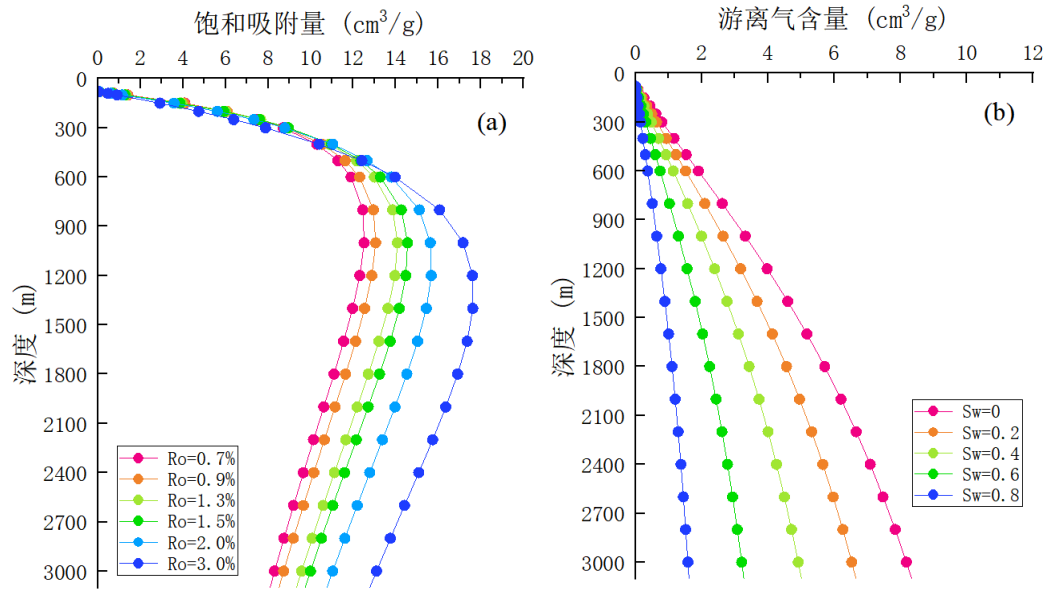 饱和吸附量 (cm³/g)
0 2 4 6 8 10 12 14 16 18 20
0
300
600
900
1200
1500
1800
2100
2400
2700
3000
深度 (m)
(a)
Ro=0.7%
Ro=0.9%
Ro=1.3%
Ro=1.5%
Ro=2.0%
Ro=3.0%
游离气含量 (cm³/g)
0 2 4 6 8 10 12
0
300
600
900
1200
1500
1800
2100
2400
2700
3000
深度 (m)
(b)
Sw=0
Sw=0.2
Sw=0.4
Sw=0.6
Sw=0.8